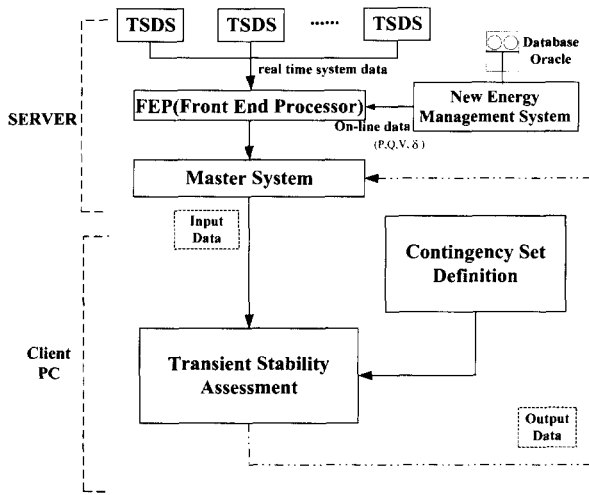 TSDS
TSDS
......
TSDS
Database
Oracle
real time system data
SERVER
FEP(Front End Processor)
New Energy
Management System
On-line data
(P,Q,V, δ)
Master System
Input
Data
Contingency Set
Definition
Client
PC
Transient Stability
Assessment
Output
Data